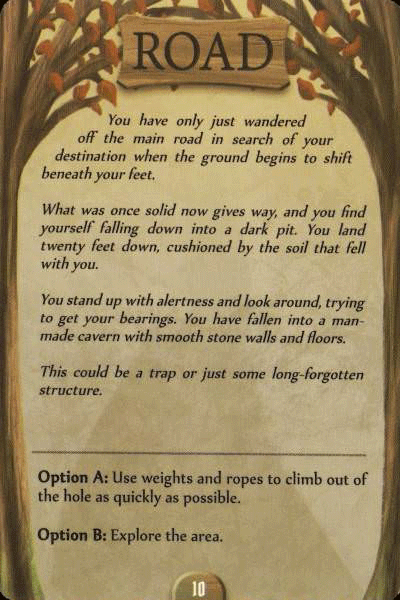 ROAD
You have only just wandered
off the main road in search of your
destination when the ground begins to shift
beneath your feet.
What was once solid now gives way, and you find
yourself falling down into a dark pit. You land
twenty feet down, cushioned by the soil that fell
with you.
You stand up with alertness and look around, trying
to get your bearings. You have fallen into a man-
made cavern with smooth stone walls and floors.
This could be a trap or just some long-forgotten
structure.
Option A: Use weights and ropes to climb out of
the hole as quickly as possible.
Option B: Explore the area.
10